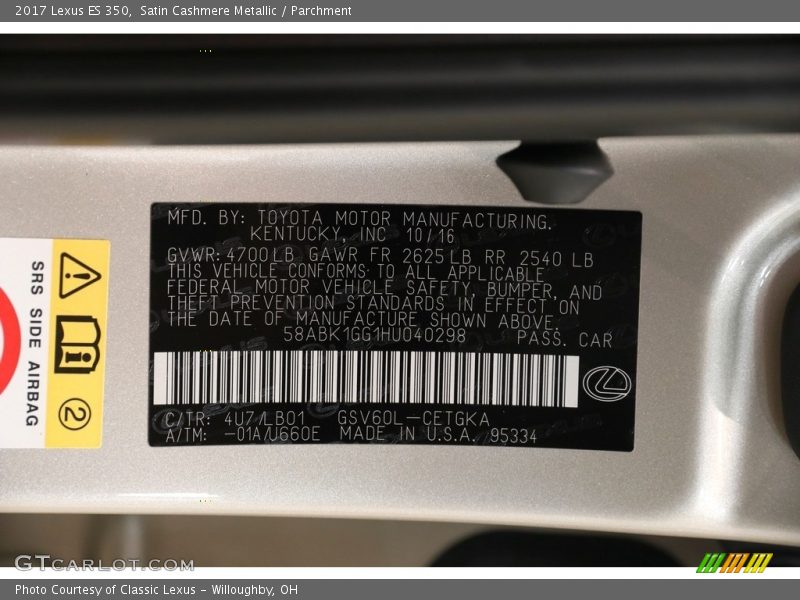 2017 Lexus ES 350, Satin Cashmere Metallic / Parchment
MFD. BY: TOYOTA MOTOR MANUFACTURING.
KENTUCKY, INC 10/16
GVWR: 4700LB GAWR FR 2625LB RR 2540 LB
THIS VEHICLE CONFORMS TO ALL APPLICABLE
FEDERAL MOTOR VEHICLE SAFETY, BUMPER, AND
THEFT PREVENTION STANDARDS IN EFFECT ON
THE DATE OF MANUFACTURE SHOWN ABOVE.
58ABK1GG1HU040298 PASS. CAR
C/TR: 4U7/LB01 GSV60L-CETGKA
A/TM: -01A/U660E MADE IN U.S.A. 95334
SRS SIDE AIRBAG
2
GTCARLOT.COM
Photo Courtesy of Classic Lexus - Willoughby, OH